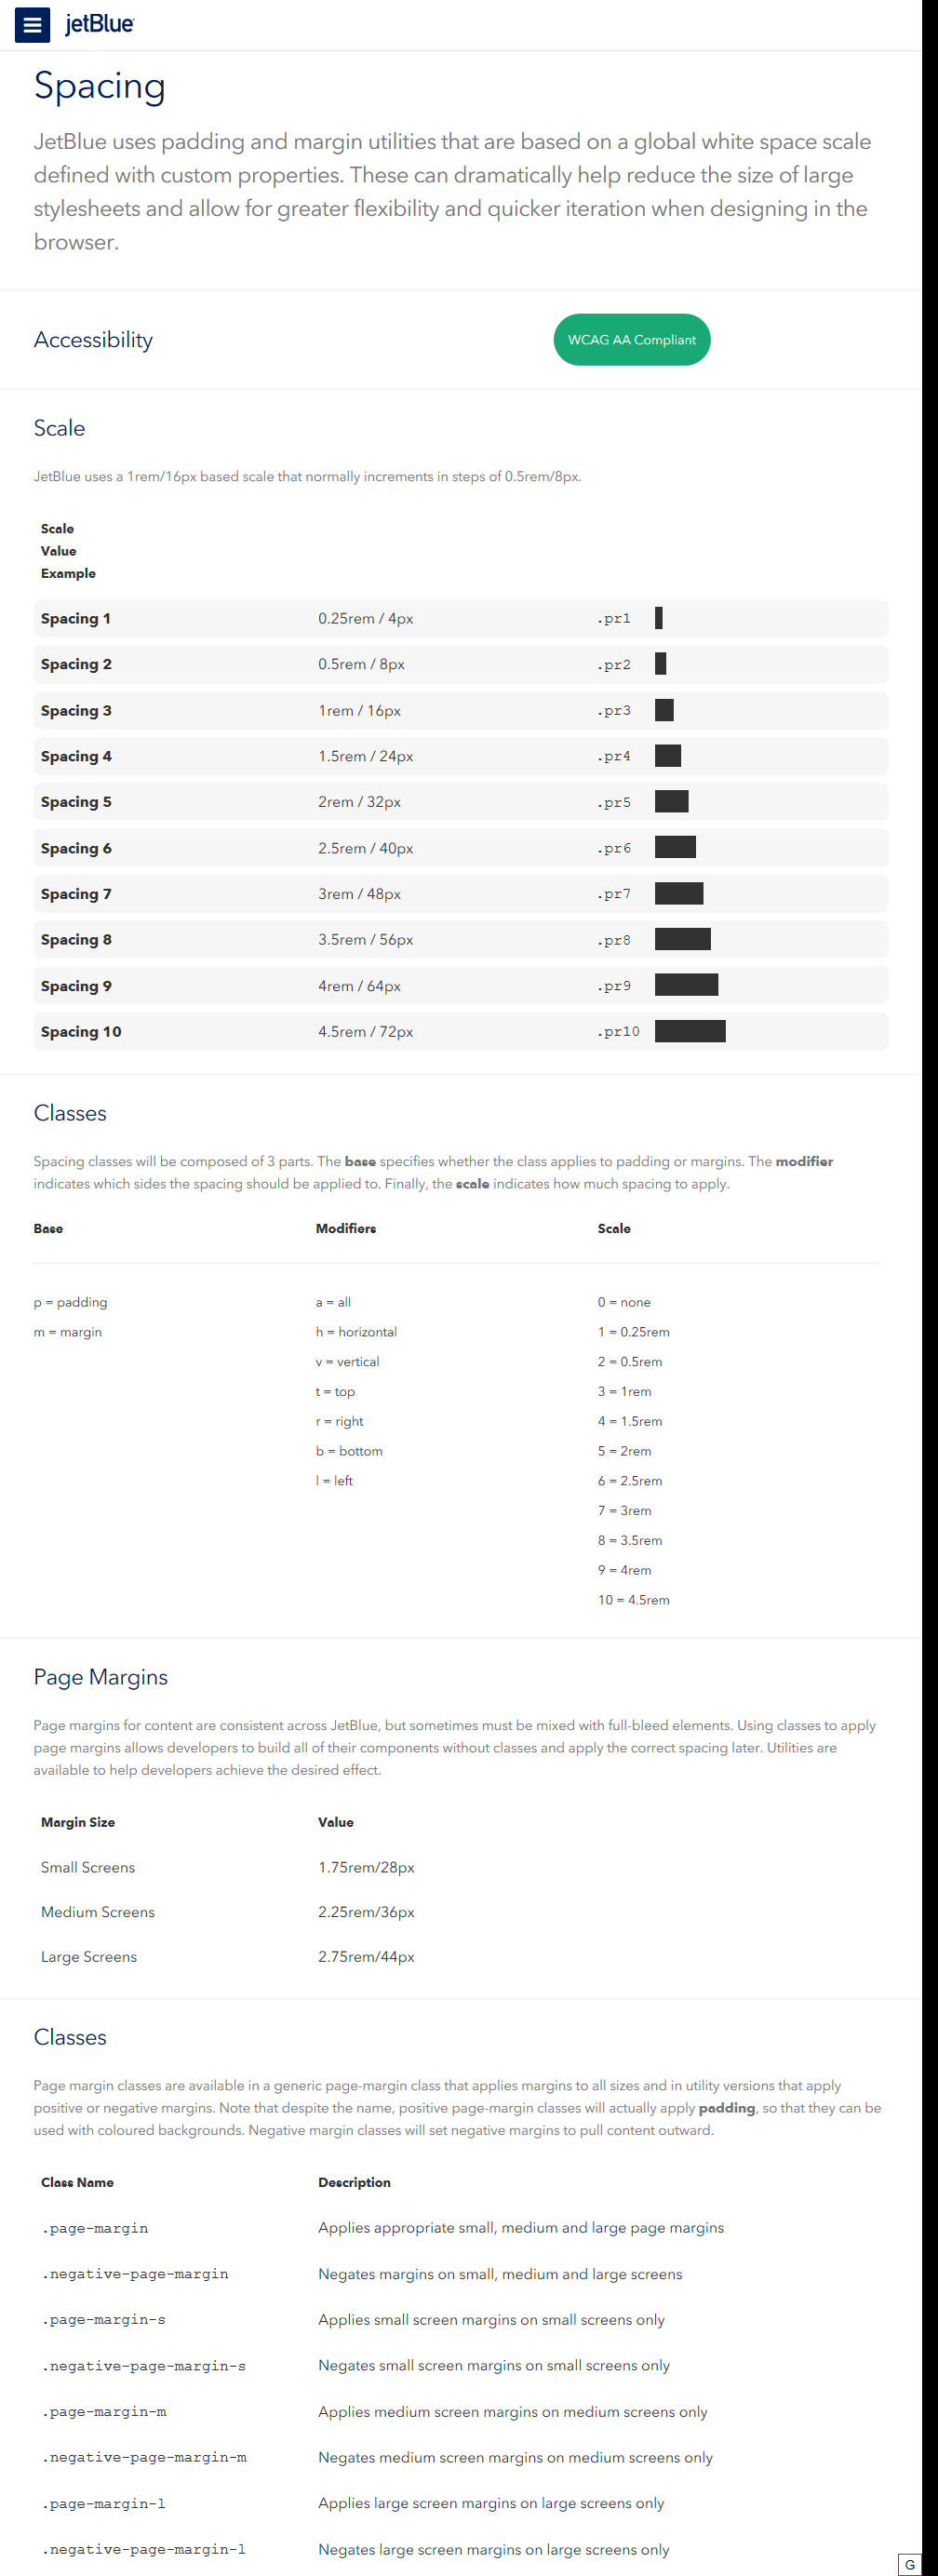 jetBlue
Spacing
JetBlue uses padding and margin utilities that are based on a global white space scale
defined with custom properties. These can dramatically help reduce the size of large
stylesheets and allow for greater flexibility and quicker iteration when designing in the
browser.
Accessibility
WCAG AA Compliant
Scale
JetBlue uses a 1rem/16px based scale that normally increments in steps of 0.5rem/8px.
Scale
Value
Example
Spacing 1 0.25rem / 4px .pr1
Spacing 2 0.5rem / 8px .pr2
Spacing 3 1rem / 16px .pr3
Spacing 4 1.5rem / 24px .pr4
Spacing 5 2rem / 32px .pr5
Spacing 6 2.5rem / 40px .pr6
Spacing 7 3rem / 48px .pr7
Spacing 8 3.5rem / 56px .pr8
Spacing 9 4rem / 64px .pr9
Spacing 10 4.5rem / 72px .pr10
Classes
Spacing classes will be composed of 3 parts. The base specifies whether the class applies to padding or margins. The modifier
indicates which sides the spacing should be applied to. Finally, the scale indicates how much spacing to apply.
Base Modifiers Scale
p = padding a = all 0 = none
m = margin h = horizontal 1 = 0.25rem
v = vertical 2 = 0.5rem
t = top 3 = 1rem
r = right 4 = 1.5rem
b = bottom 5 = 2rem
l = left 6 = 2.5rem
7 = 3rem
8 = 3.5rem
9 = 4rem
10 = 4.5rem
Page Margins
Page margins for content are consistent across JetBlue, but sometimes must be mixed with full-bleed elements. Using classes to apply
page margins allows developers to build all of their components without classes and apply the correct spacing later. Utilities are
available to help developers achieve the desired effect.
Margin Size Value
Small Screens 1.75rem/28px
Medium Screens 2.25rem/36px
Large Screens 2.75rem/44px
Classes
Page margin classes are available in a generic page-margin class that applies margins to all sizes and in utility versions that apply
positive or negative margins. Note that despite the name, positive page-margin classes will actually apply padding, so that they can be
used with coloured backgrounds. Negative margin classes will set negative margins to pull content outward.
Class Name Description
.page-margin Applies appropriate small, medium and large page margins
.negative-page-margin Negates margins on small, medium and large screens
.page-margin-s Applies small screen margins on small screens only
.negative-page-margin-s Negates small screen margins on small screens only
.page-margin-m Applies medium screen margins on medium screens only
.negative-page-margin-m Negates medium screen margins on medium screens only
.page-margin-l Applies large screen margins on large screens only
.negative-page-margin-l Negates large screen margins on large screens only
G